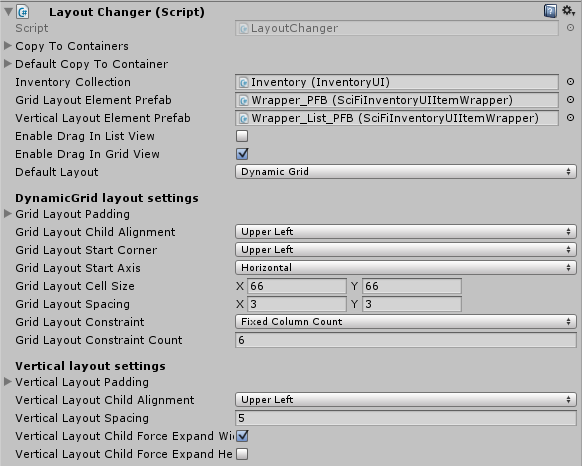 Layout Changer (Script)
Script LayoutChanger
Copy To Containers
Default Copy To Container
Inventory Collection Inventory (InventoryUI)
Grid Layout Element Prefab Wrapper_PFB (SciFiInventoryUIItemWrapper)
Vertical Layout Element Prefab Wrapper_List_PFB (SciFiInventoryUIItemWrapper)
Enable Drag In List View
Enable Drag In Grid View
Default Layout Dynamic Grid
DynamicGrid layout settings
Grid Layout Padding
Grid Layout Child Alignment Upper Left
Grid Layout Start Corner Upper Left
Grid Layout Start Axis Horizontal
Grid Layout Cell Size X 66 Y 66
Grid Layout Spacing X 3 Y 3
Grid Layout Constraint Fixed Column Count
Grid Layout Constraint Count 6
Vertical layout settings
Vertical Layout Padding
Vertical Layout Child Alignment Upper Left
Vertical Layout Spacing 5
Vertical Layout Child Force Expand Wi
Vertical Layout Child Force Expand He